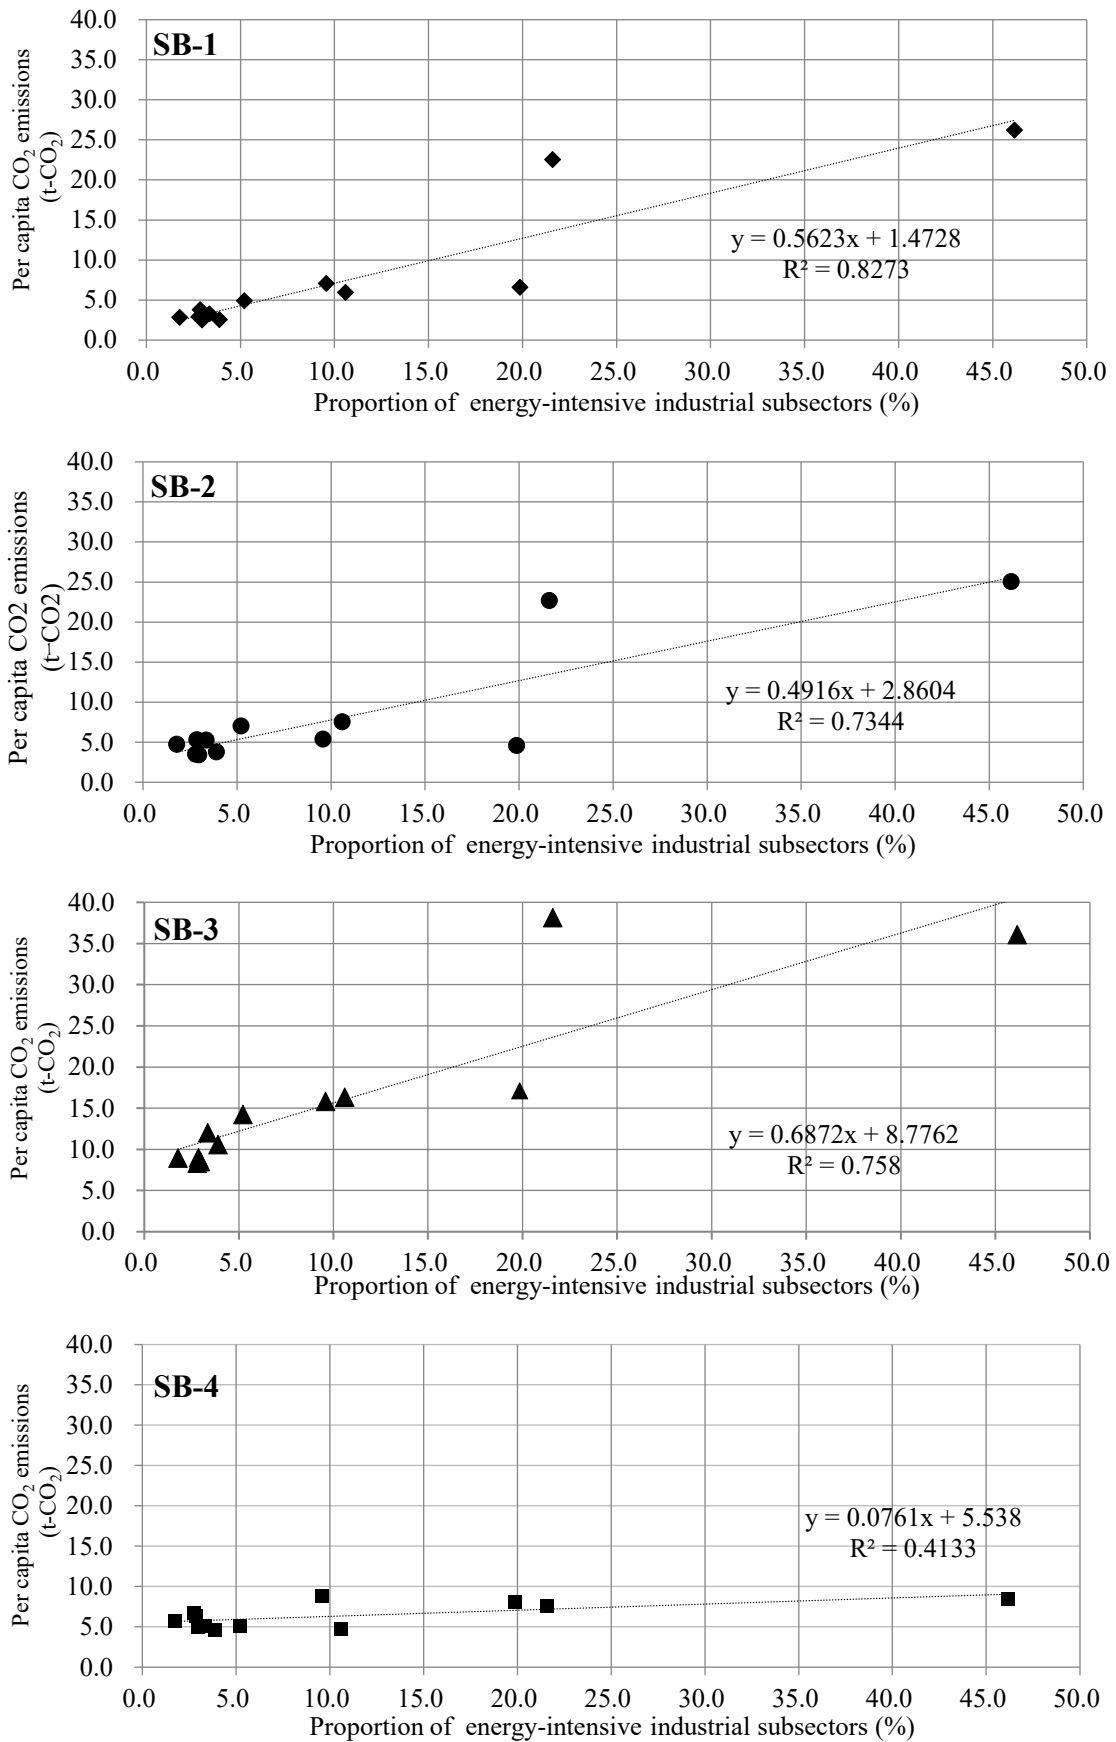 SB-1
Per capita CO₂ emissions
(t-CO₂)
40.0
35.0
30.0
25.0
20.0
15.0
10.0
5.0
0.0
y = 0.5623x + 1.4728
R² = 0.8273
0.0 5.0 10.0 15.0 20.0 25.0 30.0 35.0 40.0 45.0 50.0
Proportion of energy-intensive industrial subsectors (%)
SB-2
Per capita CO2 emissions
(t−CO2)
40.0
35.0
30.0
25.0
20.0
15.0
10.0
5.0
0.0
y = 0.4916x + 2.8604
R² = 0.7344
0.0 5.0 10.0 15.0 20.0 25.0 30.0 35.0 40.0 45.0 50.0
Proportion of energy-intensive industrial subsectors (%)
SB-3
Per capita CO₂ emissions
(t-CO₂)
40.0
35.0
30.0
25.0
20.0
15.0
10.0
5.0
0.0
y = 0.6872x + 8.7762
R² = 0.758
0.0 5.0 10.0 15.0 20.0 25.0 30.0 35.0 40.0 45.0 50.0
Proportion of energy-intensive industrial subsectors (%)
SB-4
Per capita CO₂ emissions
(t-CO₂)
40.0
35.0
30.0
25.0
20.0
15.0
10.0
5.0
0.0
y = 0.0761x + 5.538
R² = 0.4133
0.0 5.0 10.0 15.0 20.0 25.0 30.0 35.0 40.0 45.0 50.0
Proportion of energy-intensive industrial subsectors (%)